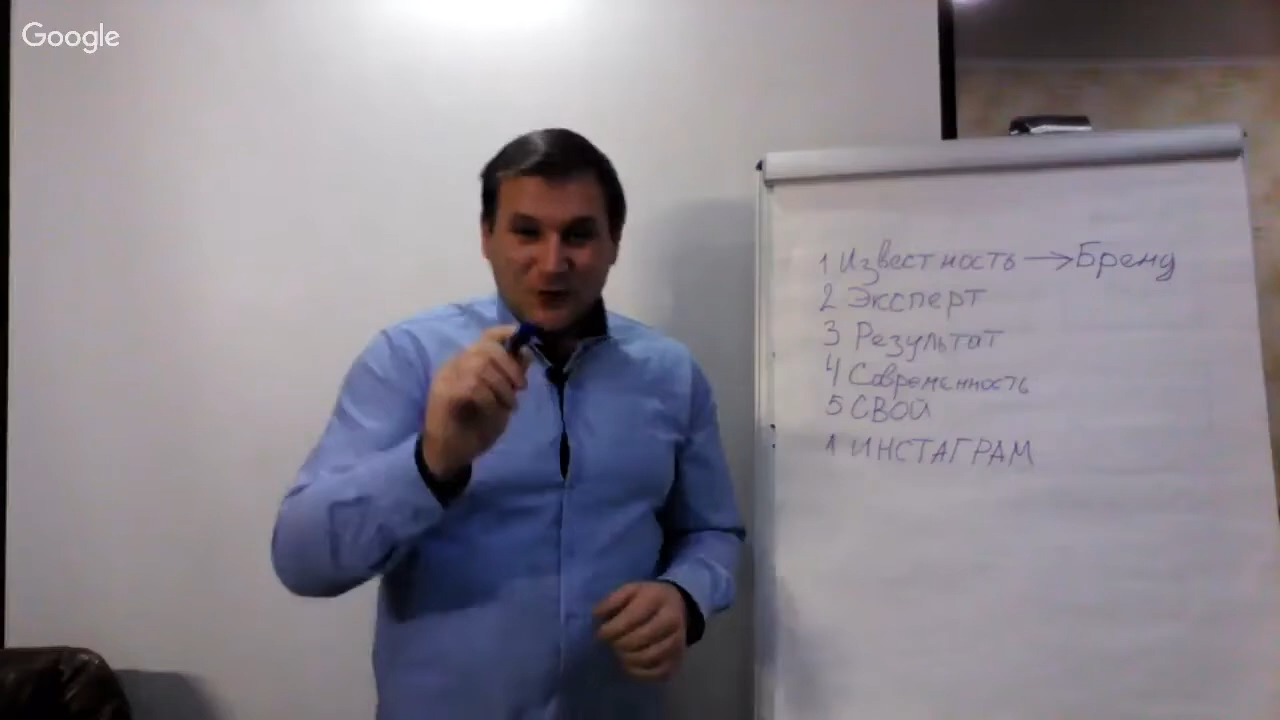 Google
1 Известность → Бренд
2 Эксперт
3 Результат
4 Современность
5 СВОЙ
1 ИНСТАГРАМ